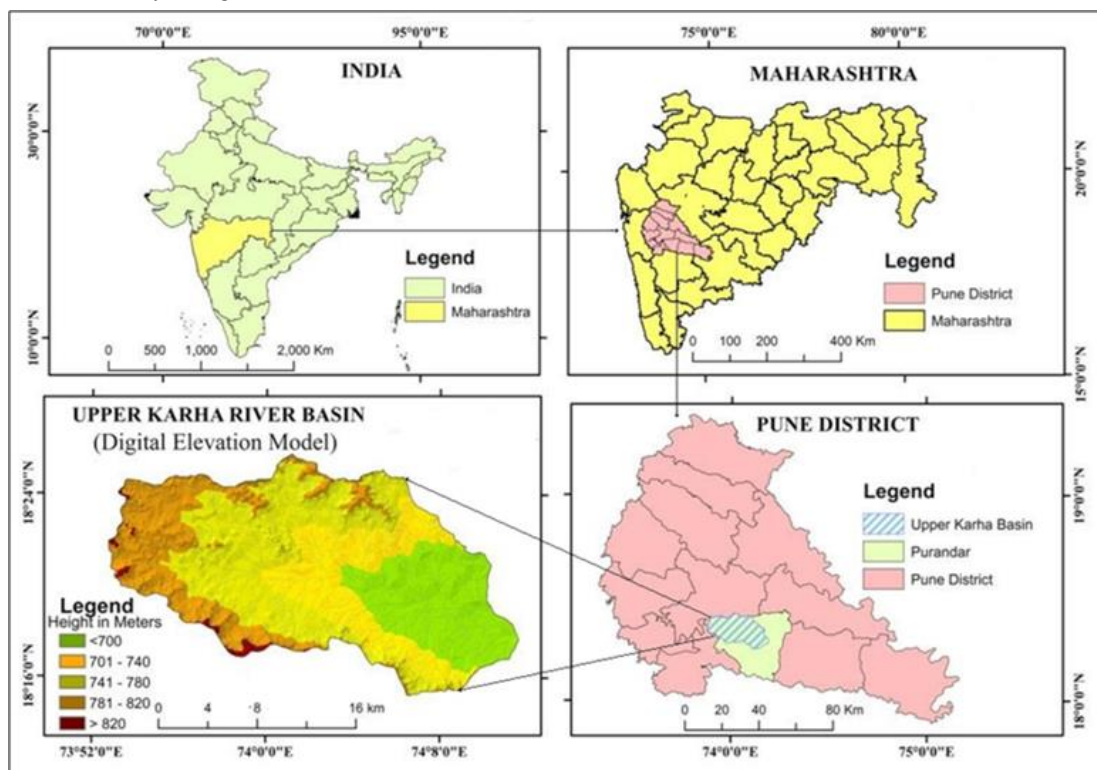 70°0'0"E
95°0'0"E
INDIA
30°0'0"N
10°0'0"N
Legend
India
Maharashtra
0 500 1,000 2,000 Km
75°0'0"E
80°0'0"E
MAHARASHTRA
20°0'0"N
15°0'0"N
Legend
Pune District
Maharashtra
0 100 200 400 Km
UPPER KARHA RIVER BASIN
(Digital Elevation Model)
18°24'N
18°16'6"N
Legend
Height in Meters
<700
701 - 740
741 - 780
781 - 820
> 820
0 4 8 16 km
73°52'0"E
74°0'0"E
74°8'0"E
PUNE DISTRICT
19°0'0"N
18°0'0"N
Legend
Upper Karha Basin
Purandar
Pune District
0 20 40 80 Km
74°0'0"E
75°0'0"E